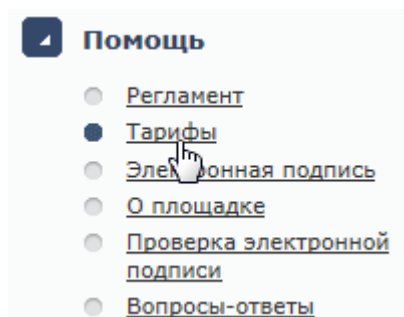 Помощь
Регламент
Тарифы
Электронная подпись
О площадке
Проверка электронной
подписи
Вопросы-ответы